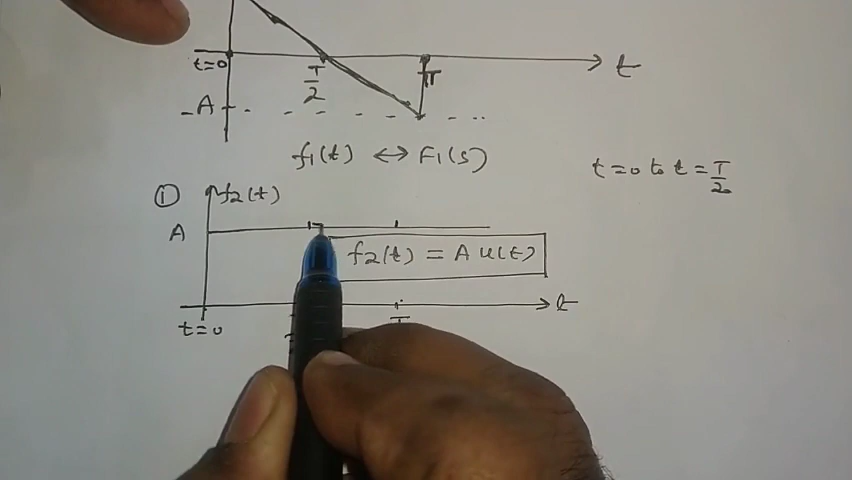 t=0
T/2
T
t
-A
f1(t) ↔ F1(s)
t=0 to t = T/2
① f2(t)
A
f2(t) = A u(t)
t
t=0
T